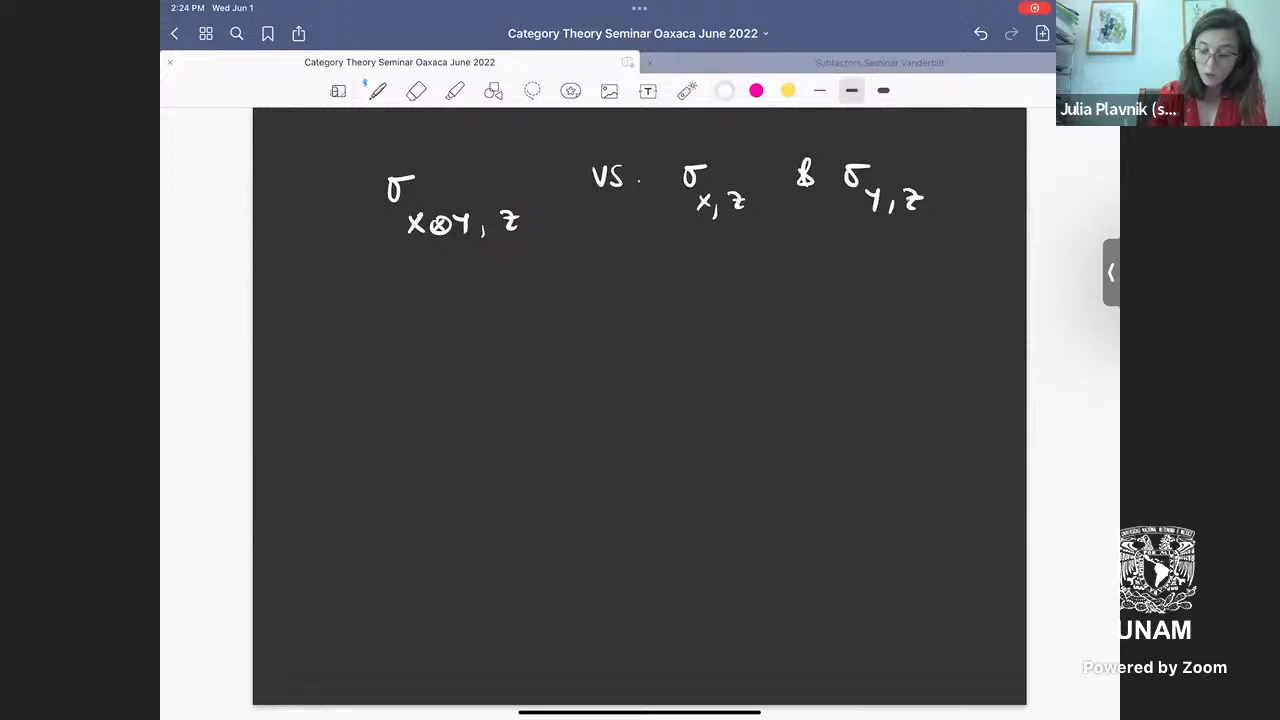 2:24 PM Wed Jun 1
Category Theory Seminar Oaxaca June 2022
Category Theory Seminar Oaxaca June 2022
Subfactors Seminar Vanderbilt
T
Julia Plavnik (s...
σ_{X⊗Y, Z} vs. σ_{X, Z} & σ_{Y, Z}
UNAM
Powered by Zoom